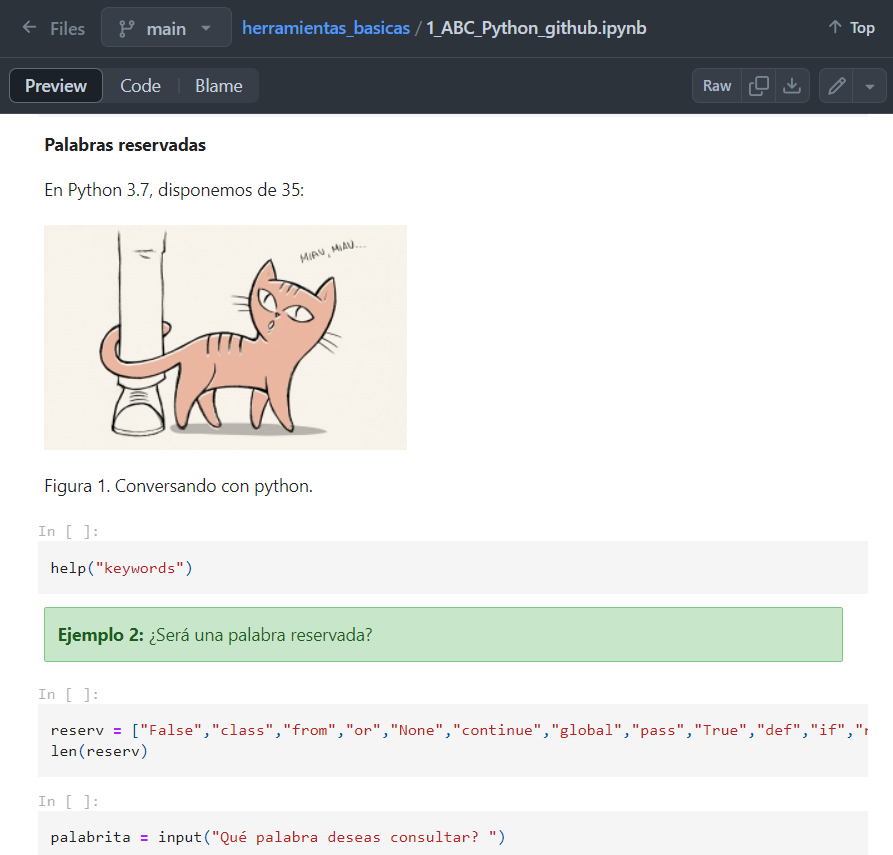 Files main herramientas_basicas / 1_ABC_Python_github.ipynb Top
Preview Code Blame Raw
Palabras reservadas
En Python 3.7, disponemos de 35:
MIAU, MIAU...
Figura 1. Conversando con python.
In [ ]:
help("keywords")
Ejemplo 2: ¿Será una palabra reservada?
In [ ]:
reserv = ["False","class","from","or","None","continue","global","pass","True","def","if","
len(reserv)
In [ ]:
palabrita = input("Qué palabra deseas consultar? ")